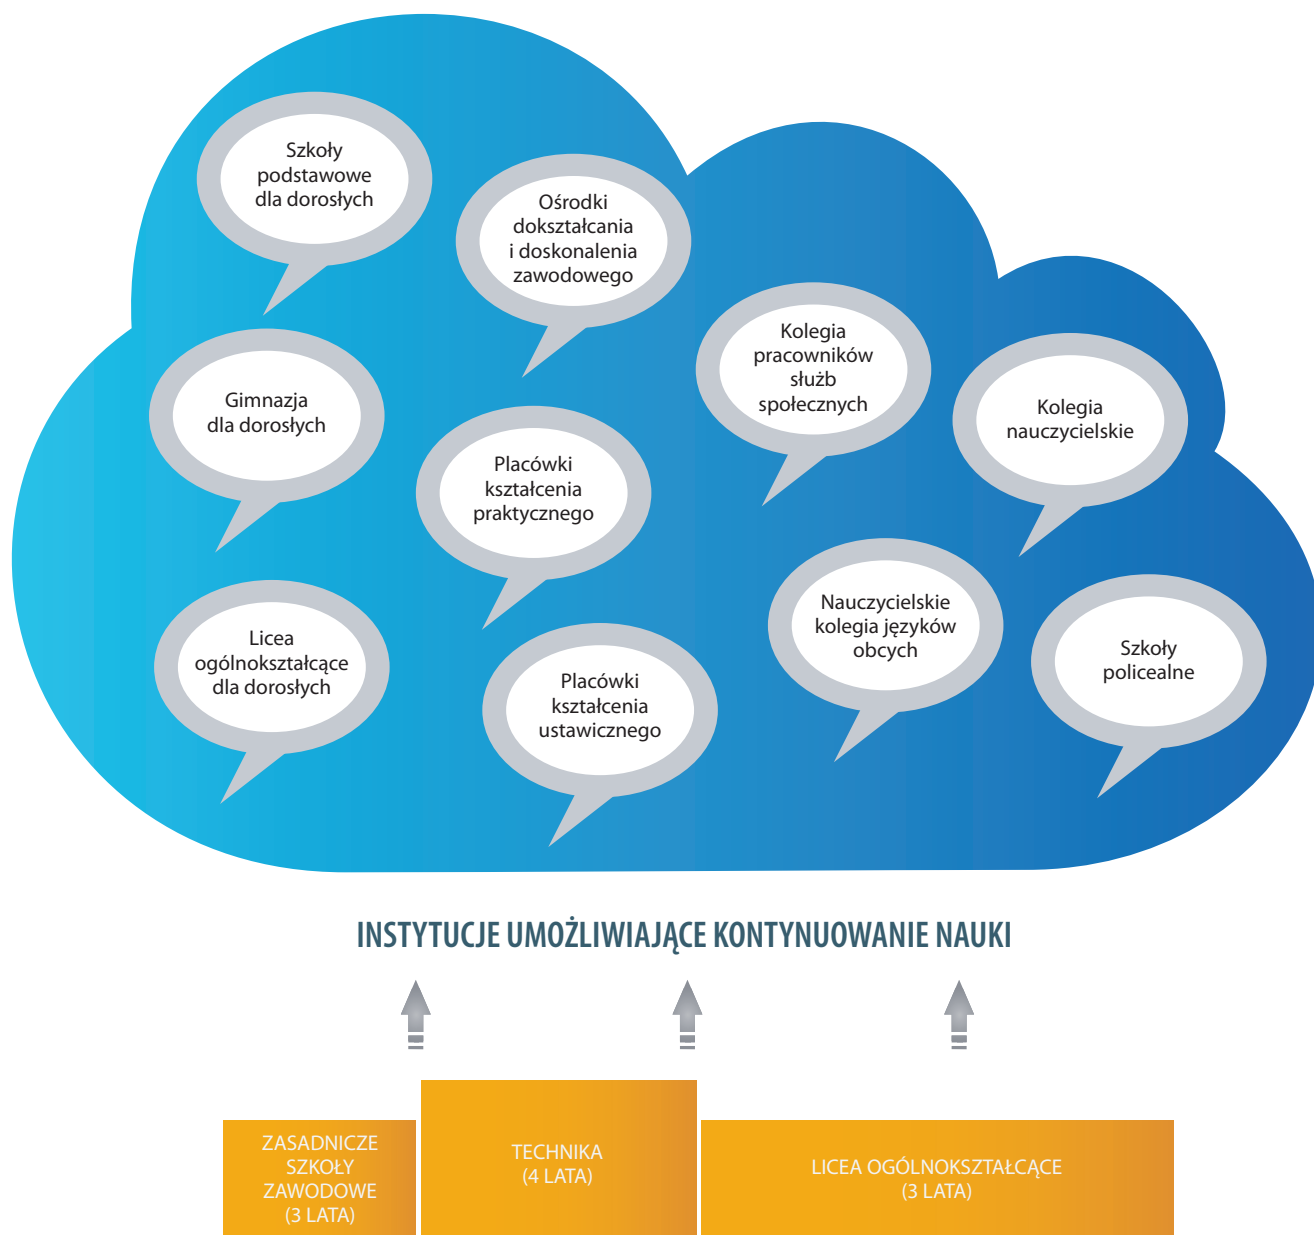 Szkoły
podstawowe
dla dorosłych
Ośrodki
dokształcania
i doskonalenia
zawodowego
Kolegia
pracowników
służb
społecznych
Kolegia
nauczycielskie
Gimnazja
dla dorosłych
Placówki
kształcenia
praktycznego
Nauczycielskie
kolegia języków
obcych
Szkoły
policealne
Licea
ogólnokształcące
dla dorosłych
Placówki
kształcenia
ustawicznego
INSTYTUCJE UMOŻLIWIAJĄCE KONTYNUOWANIE NAUKI
ZASADNICZE
SZKOŁY
ZAWODOWE
(3 LATA)
TECHNIKA
(4 LATA)
LICEA OGÓLNOKSZTAŁCĄCE
(3 LATA)